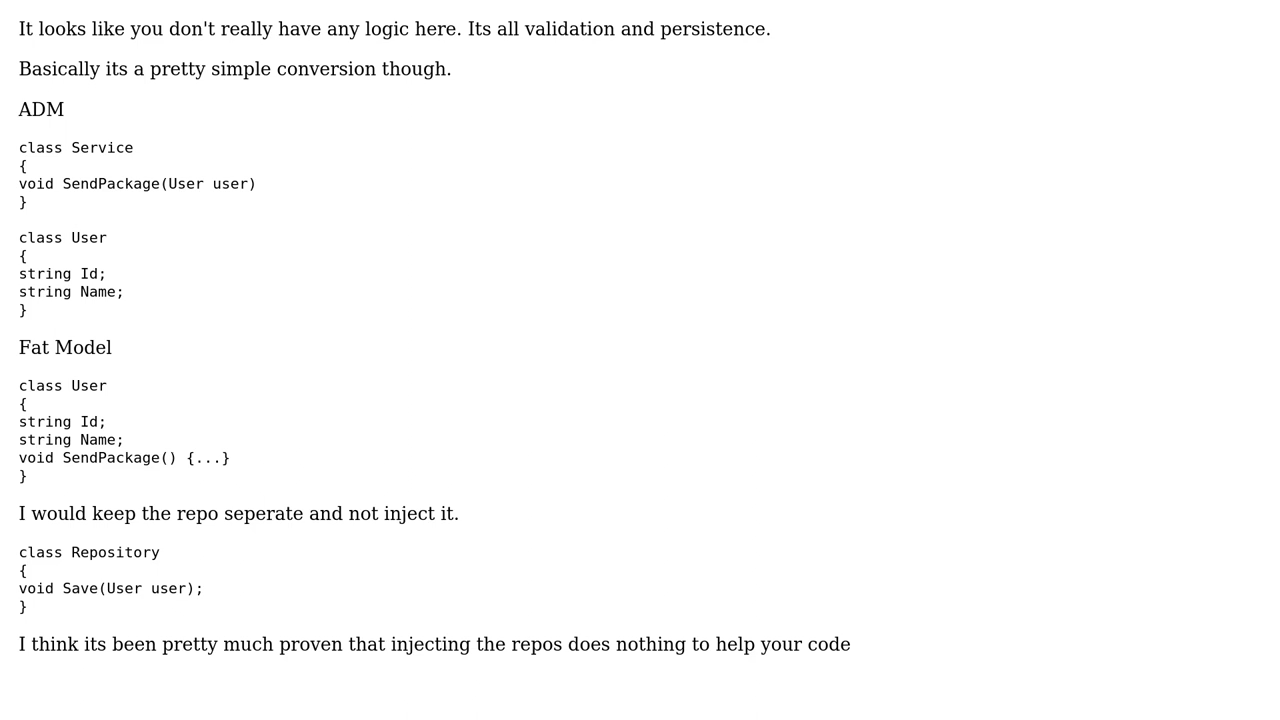 It looks like you don't really have any logic here. Its all validation and persistence.
Basically its a pretty simple conversion though.
ADM
class Service
{
void SendPackage(User user)
}
class User
{
string Id;
string Name;
}
Fat Model
class User
{
string Id;
string Name;
void SendPackage() {...}
}
I would keep the repo seperate and not inject it.
class Repository
{
void Save(User user);
}
I think its been pretty much proven that injecting the repos does nothing to help your code